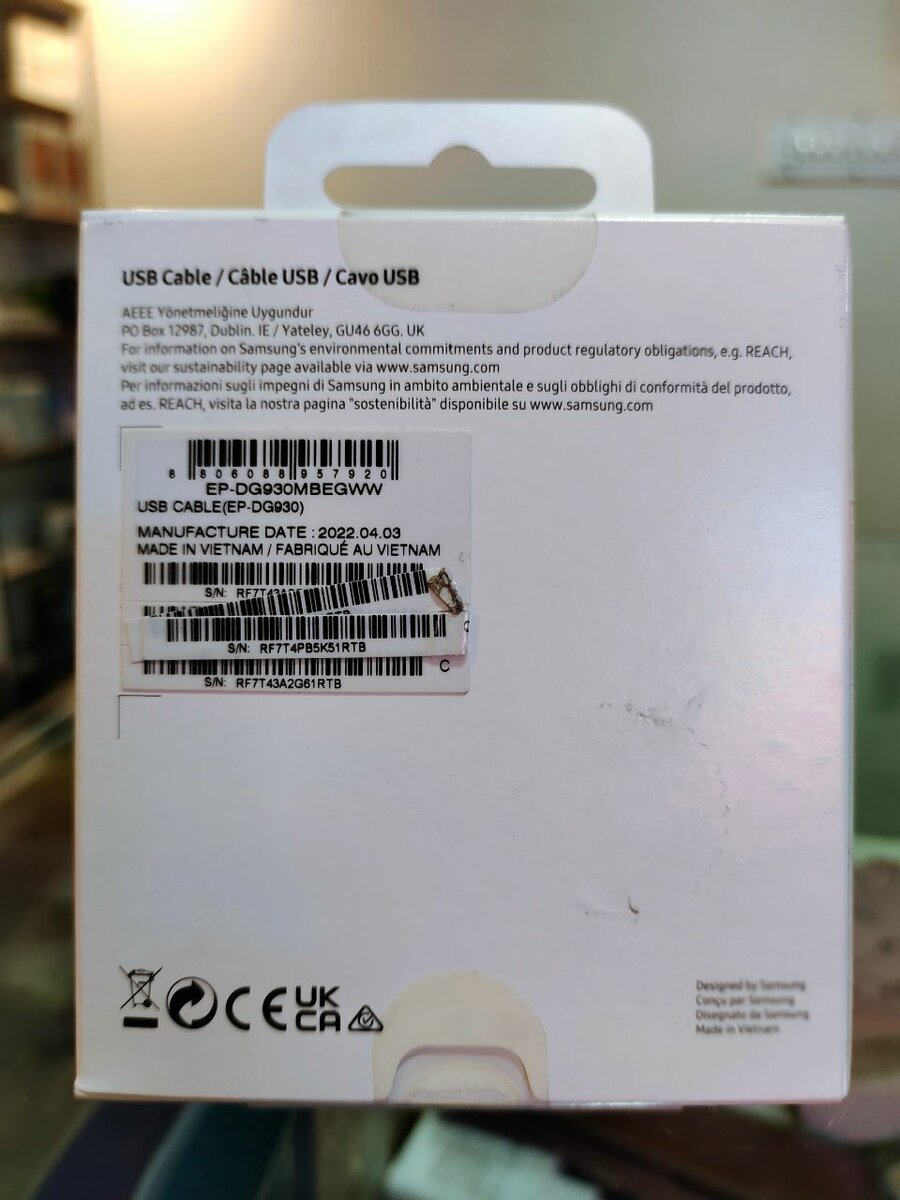 USB Cable / Câble USB / Cavo USB
AEEE Yönetmeliğine Uygundur
PO Box 12987, Dublin. IE / Yateley, GU46 6GG. UK
For information on Samsung's environmental commitments and product regulatory obligations, e.g. REACH,
visit our sustainability page available via www.samsung.com
Per informazioni sugli impegni di Samsung in ambito ambientale e sugli obblighi di conformità del prodotto,
ad es. REACH, visita la nostra pagina "sostenibilità" disponibile su www.samsung.com
8 806088 957920
EP-DG930MBEGWW
USB CABLE(EP-DG930)
MANUFACTURE DATE : 2022.04.03
MADE IN VIETNAM / FABRIQUÉ AU VIETNAM
S/N:
S/N: RF7T4PB5K51RTB
C
S/N: RF7T43A2G61RTB
CE
UK
CA
Designed by Samsung
Conçu par Samsung
Disegnato da Samsung
Made in Vietnam